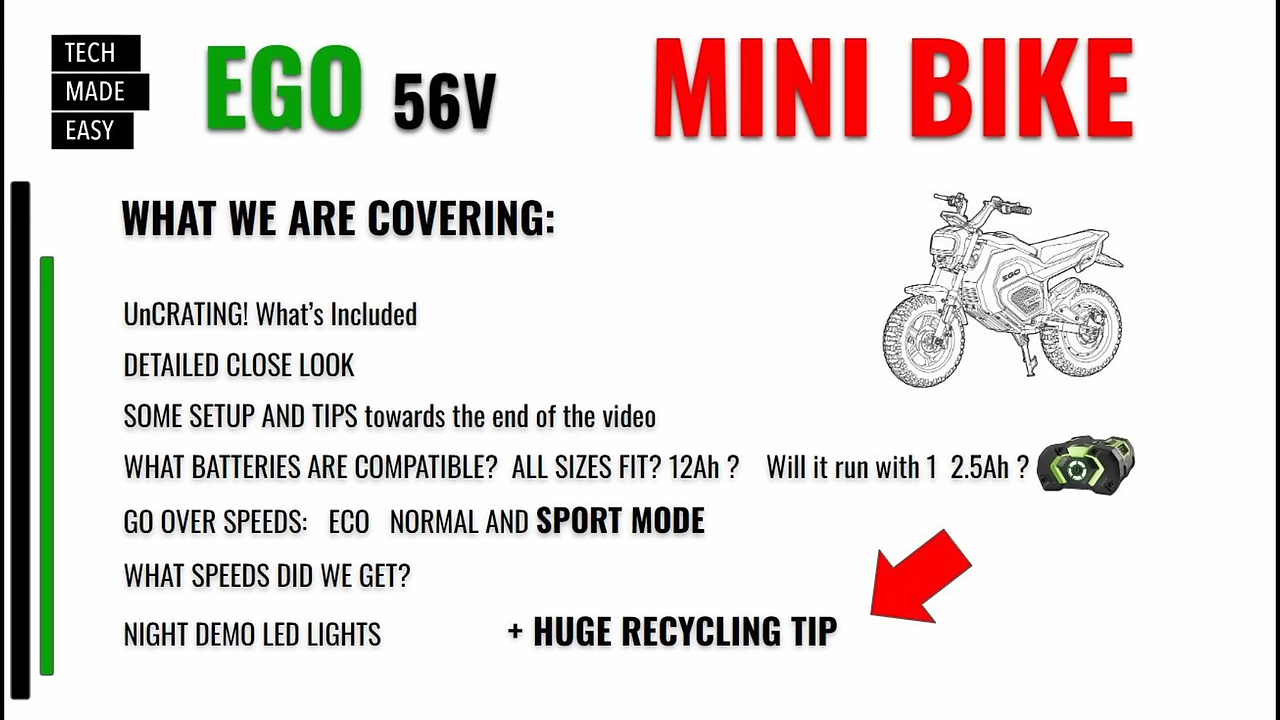 TECH
MADE
EASY
EGO 56V
MINI BIKE
WHAT WE ARE COVERING:
UnCRATING! What's Included
DETAILED CLOSE LOOK
SOME SETUP AND TIPS towards the end of the video
WHAT BATTERIES ARE COMPATIBLE? ALL SIZES FIT? 12Ah ? Will it run with 1 2.5Ah ?
GO OVER SPEEDS: ECO NORMAL AND SPORT MODE
WHAT SPEEDS DID WE GET?
NIGHT DEMO LED LIGHTS + HUGE RECYCLING TIP
EGO